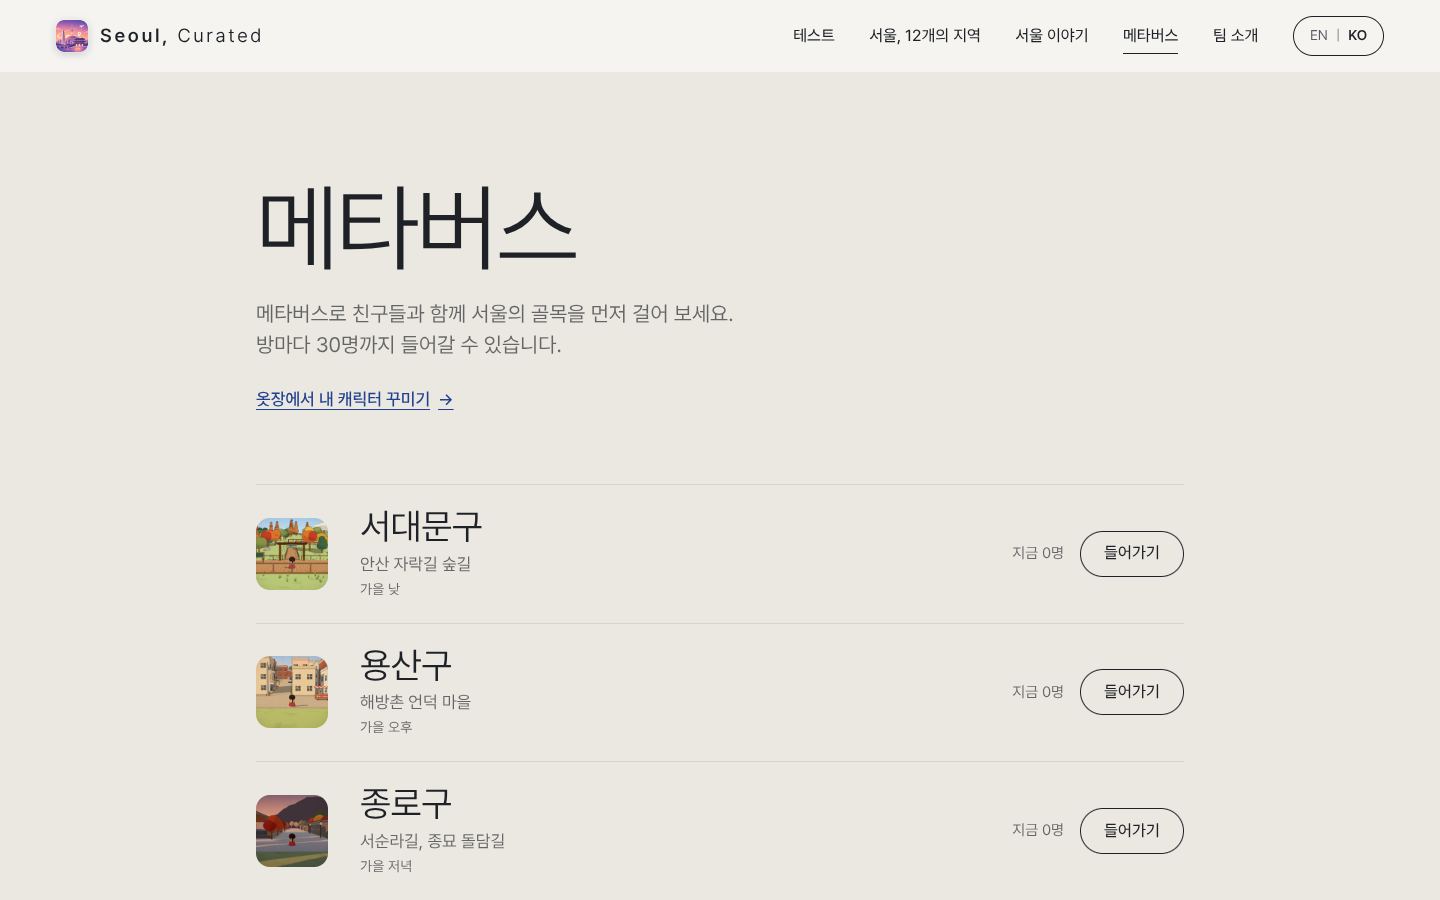 Seoul, Curated
테스트
서울, 12개의 지역
서울 이야기
메타버스
팀 소개
EN | KO
메타버스
메타버스로 친구들과 함께 서울의 골목을 먼저 걸어 보세요.
방마다 30명까지 들어갈 수 있습니다.
옷장에서 내 캐릭터 꾸미기 →
서대문구
안산 자락길 숲길
가을 낮
지금 0명
들어가기
용산구
해방촌 언덕 마을
가을 오후
지금 0명
들어가기
종로구
서순라길, 종묘 돌담길
가을 저녁
지금 0명
들어가기